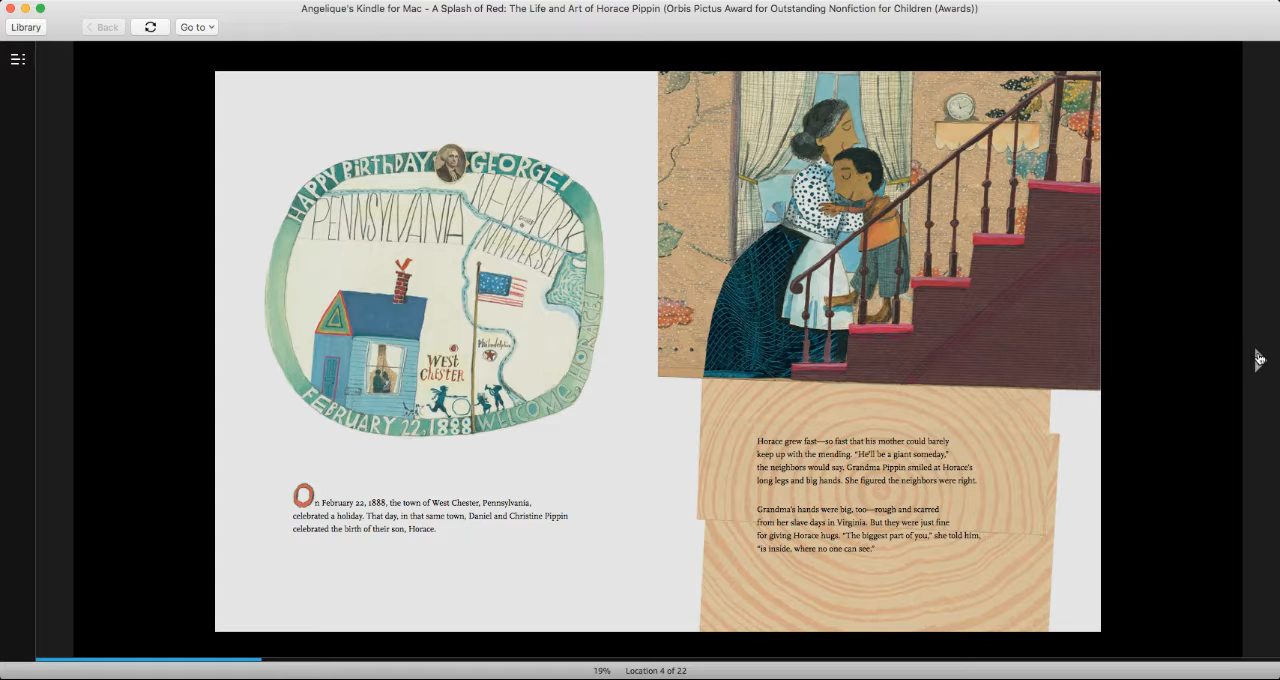 Angelique's Kindle for Mac - A Splash of Red: The Life and Art of Horace Pippin (Orbis Pictus Award for Outstanding Nonfiction for Children (Awards))
Library
Back
Go to
HAPPY BIRTHDAY GEORGE!
PENNSYLVANIA
NEW YORK
NEW JERSEY
Philadelphia
WEST
CHESTER
FEBRUARY 22, 1888 WELCOME, HORACE!
On February 22, 1888, the town of West Chester, Pennsylvania,
celebrated a holiday. That day, in that same town, Daniel and Christine Pippin
celebrated the birth of their son, Horace.
Horace grew fast—so fast that his mother could barely
keep up with the mending. "He'll be a giant someday,"
the neighbors would say. Grandma Pippin smiled at Horace's
long legs and big hands. She figured the neighbors were right.
Grandma's hands were big, too—rough and scarred
from her slave days in Virginia. But they were just fine
for giving Horace hugs. "The biggest part of you," she told him,
"is inside, where no one can see."
19%
Location 4 of 22